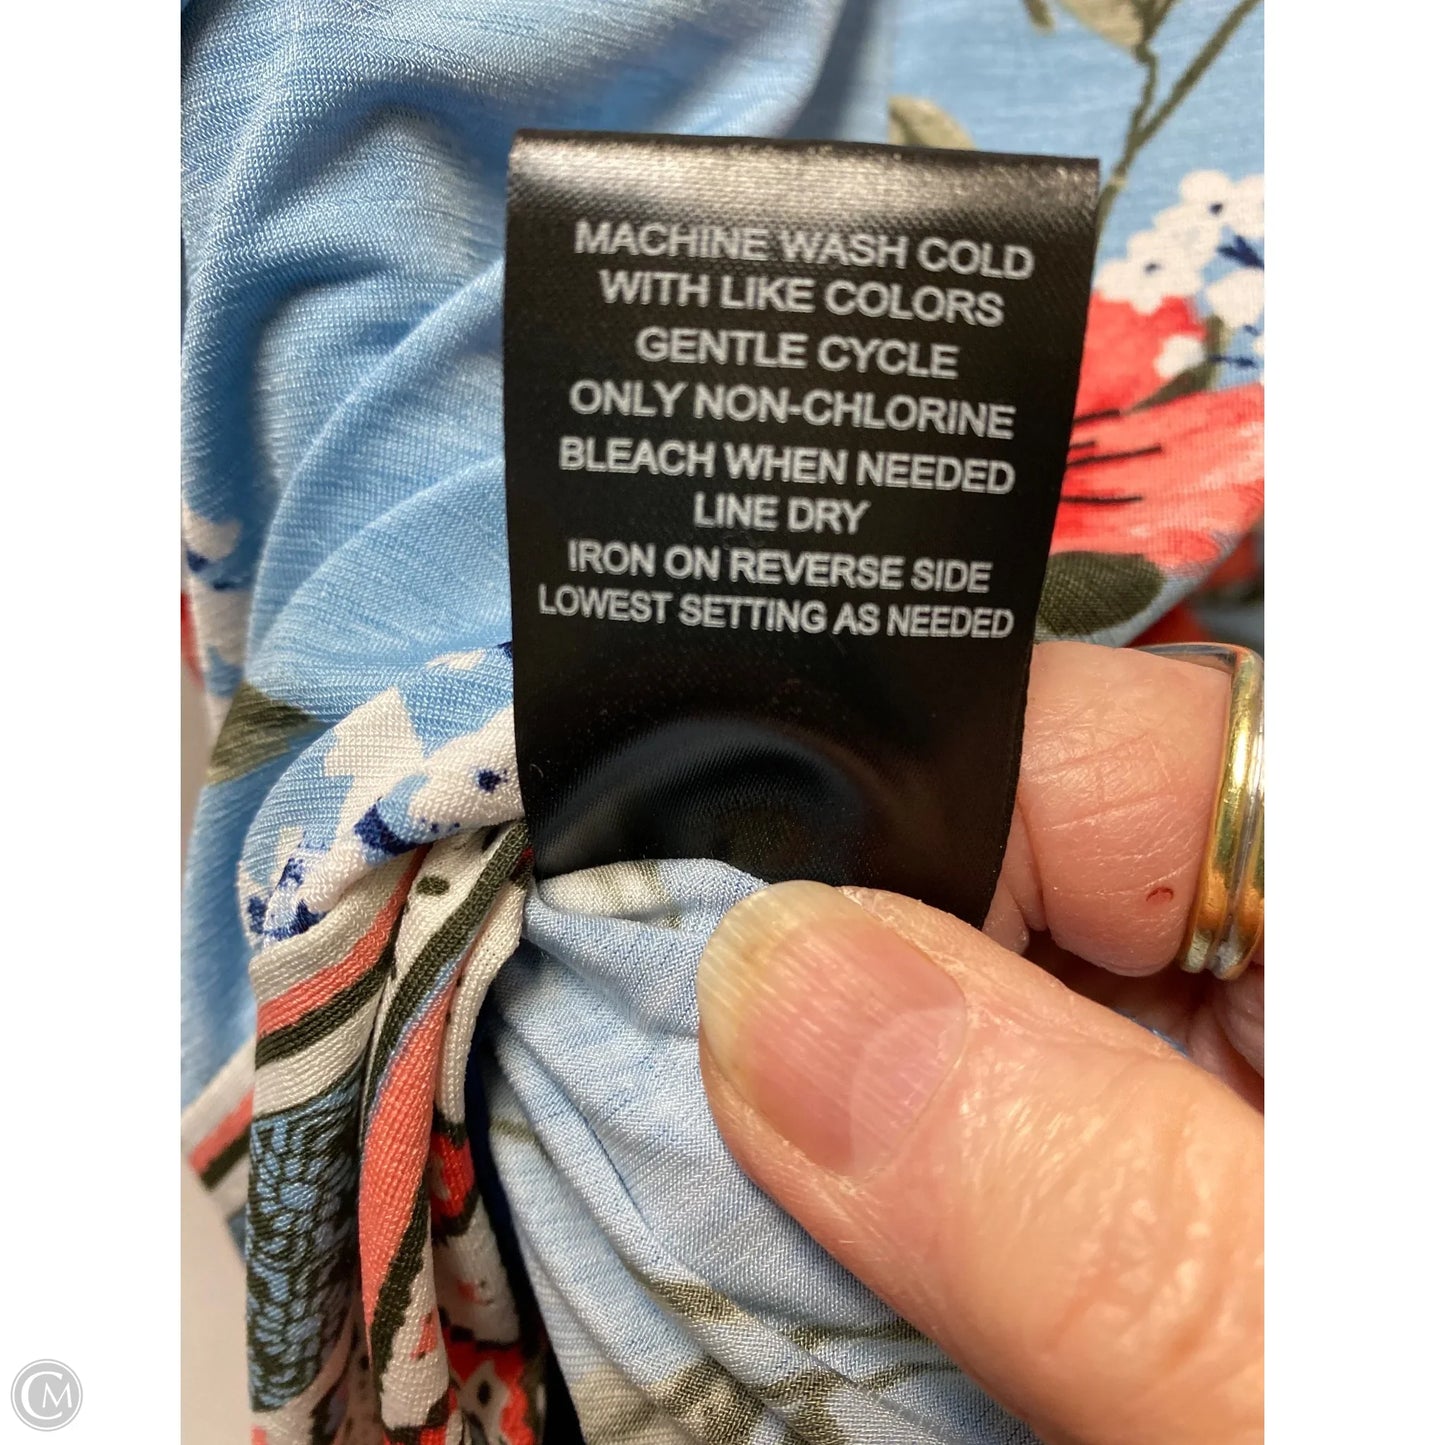 MACHINE WASH COLD
WITH LIKE COLORS
GENTLE CYCLE
ONLY NON-CHLORINE
BLEACH WHEN NEEDED
LINE DRY
IRON ON REVERSE SIDE
LOWEST SETTING AS NEEDED
CM